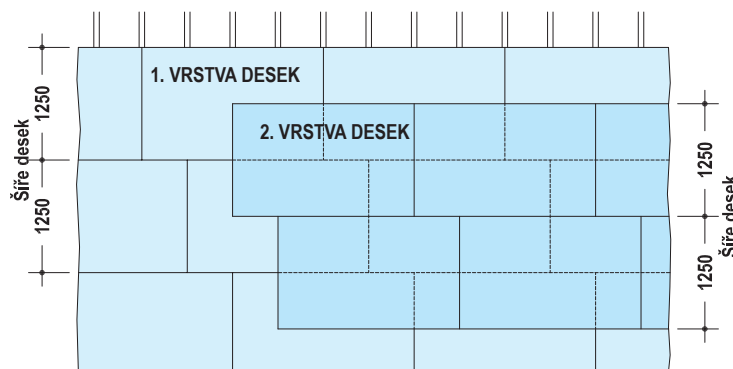 1. VRSTVA DESEK
2. VRSTVA DESEK
Šíře desek
1250
1250
1250
1250
Šíře desek